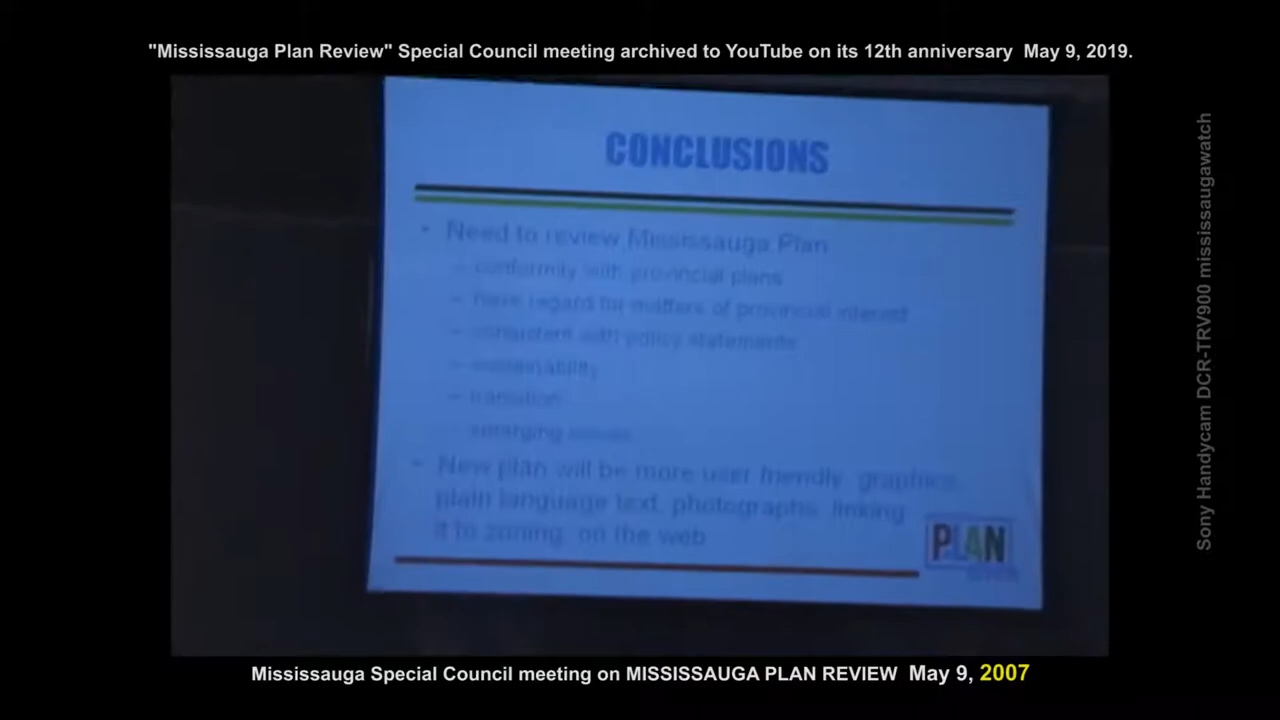 "Mississauga Plan Review" Special Council meeting archived to YouTube on its 12th anniversary May 9, 2019.
CONCLUSIONS
• Need to review Mississauga Plan
– conformity with provincial plans
– have regard for matters of provincial interest
– consistent with policy statements
– sustainability
– transition
– emerging issues
• New plan will be more user friendly, graphics,
plain language text, photographs, linking
it to zoning, on the web
PLAN
Mississauga Special Council meeting on MISSISSAUGA PLAN REVIEW May 9, 2007
Sony Handycam DCR-TRV900 mississaugawatch